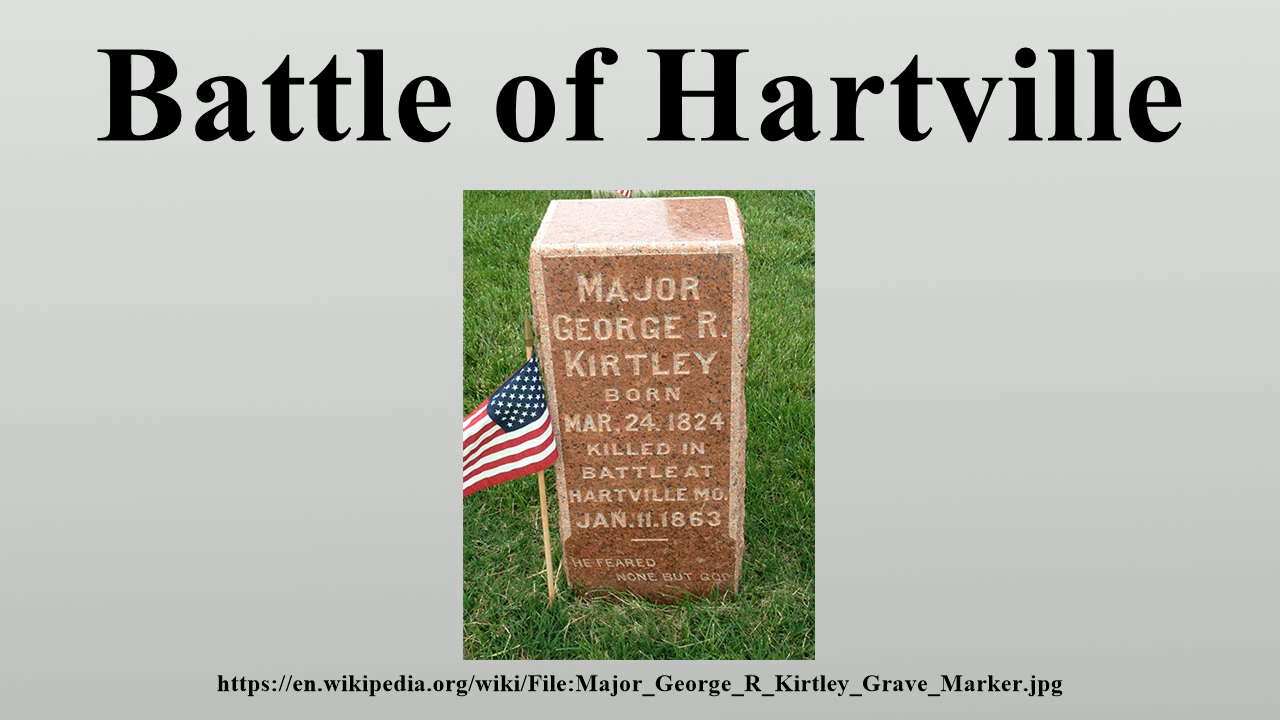 Battle of Hartville
MAJOR
GEORGE R.
KIRTLEY
BORN
MAR. 24. 1824
KILLED IN
BATTLE AT
HARTVILLE MO.
JAN. 11. 1863
HE FEARED
NONE BUT GOD
https://en.wikipedia.org/wiki/File:Major_George_R_Kirtley_Grave_Marker.jpg